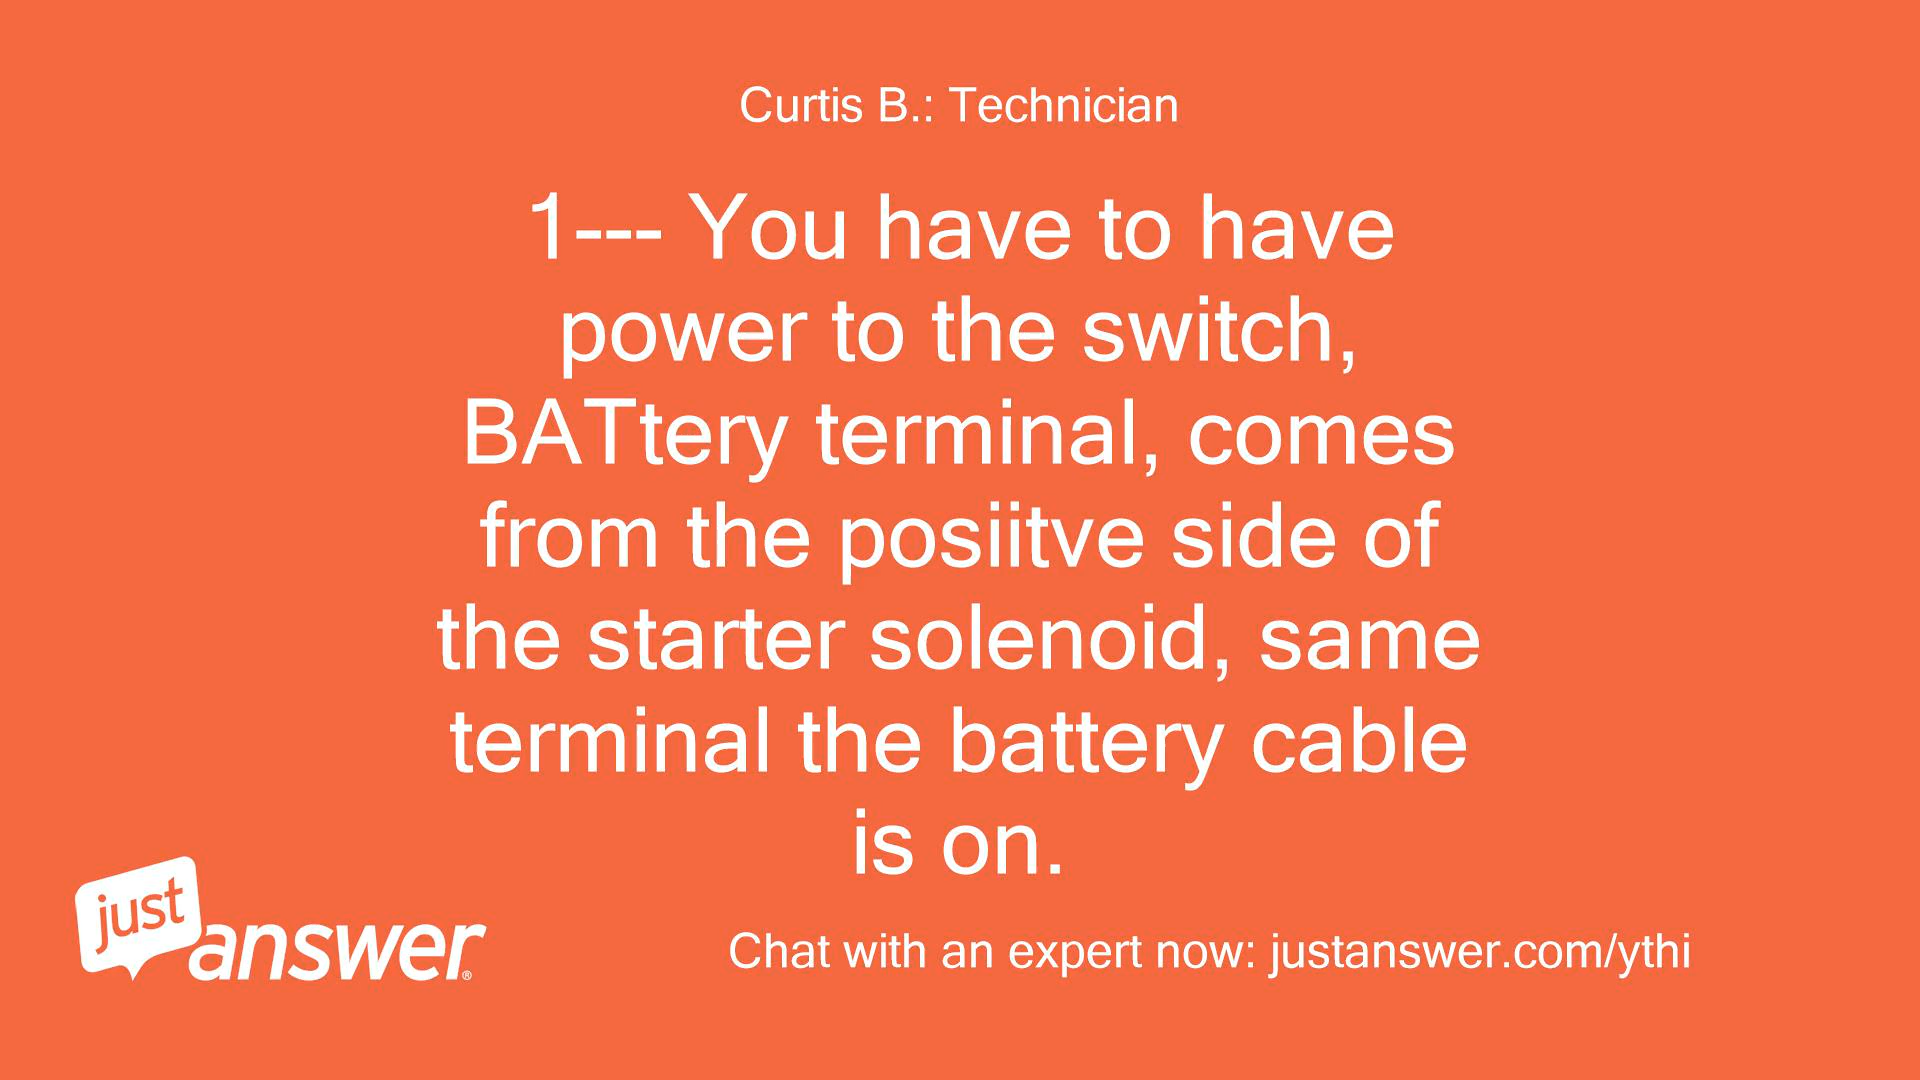 Curtis B.: Technician
1--- You have to have
power to the switch,
BATtery terminal, comes
from the posiitve side of
the starter solenoid, same
terminal the battery cable
is on.
just
answer®
Chat with an expert now: justanswer.com/ythi